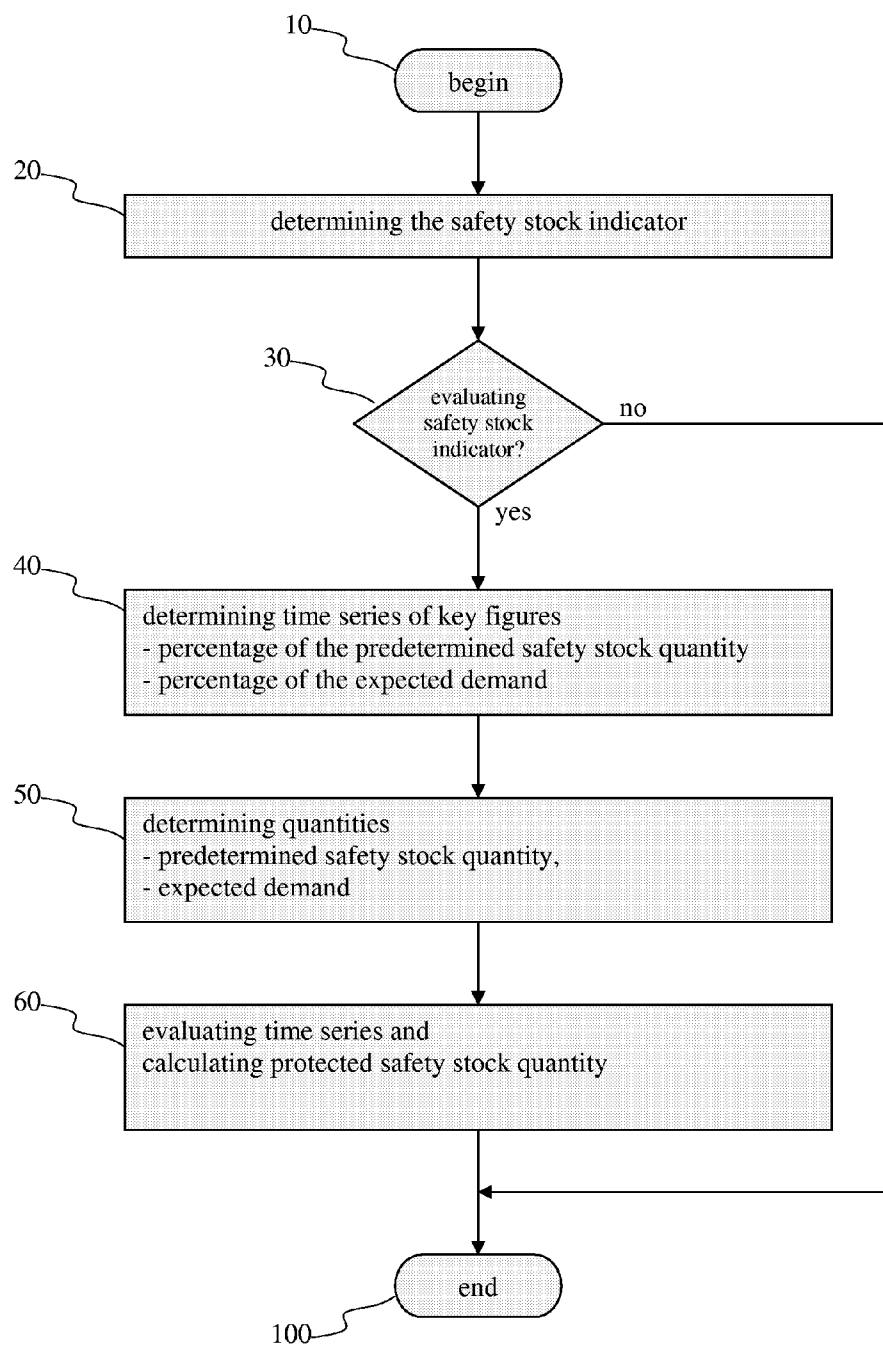 10
begin
20
determining the safety stock indicator
30
evaluating
safety stock
indicator?
no
yes
40
determining time series of key figures
- percentage of the predetermined safety stock quantity
- percentage of the expected demand
50
determining quantities
- predetermined safety stock quantity,
- expected demand
60
evaluating time series and
calculating protected safety stock quantity
end
100